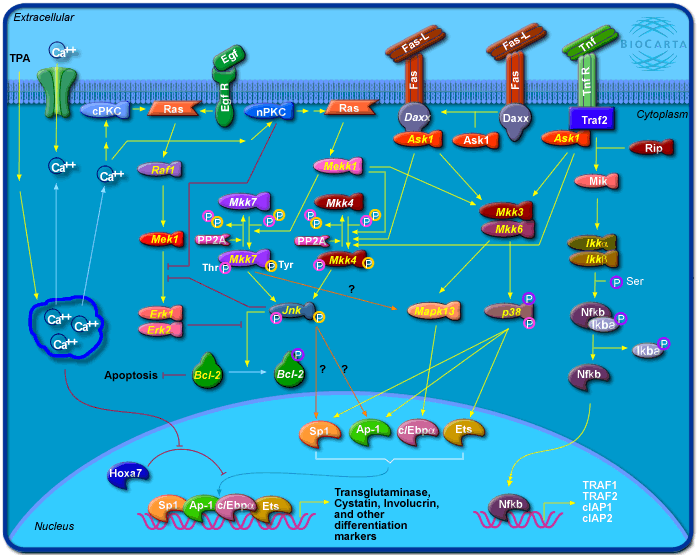 Extracellular
BIOCARTA
TPA
Ca++
Egf
Egf R
Fas-L
Fas
Fas-L
Fas
Tnf
Tnf R
cPKC
Ras
nPKC
Ras
Daxx
Ask1
Ask1
Daxx
Traf2
Ask1
Cytoplasm
Rip
Ca++
Ca++
Raf1
Mekk1
Mik
Mkk7
Mkk4
Mkk3
Mkk6
P
P
P
P
PP2A
PP2A
Mek1
Mkk7
Mkk4
Thr
P
P
Tyr
P
P
Ikkα
Ikkβ
?
P
Ser
Ca++
Ca++
Ca++
Erk1
Erk2
Jnk
P
P
Mapk13
p38
P
P
Nfkb
Ikba
P
Ikba
P
Apoptosis
Bcl-2
Bcl-2
P
?
?
Nfkb
Sp1
Ap-1
c/Ebpα
Ets
Hoxa7
Sp1
Ap-1
c/Ebpα
Ets
Transglutaminase,
Cystatin, Involucrin,
and other
differentiation
markers
Nfkb
TRAF1
TRAF2
cIAP1
cIAP2
Nucleus